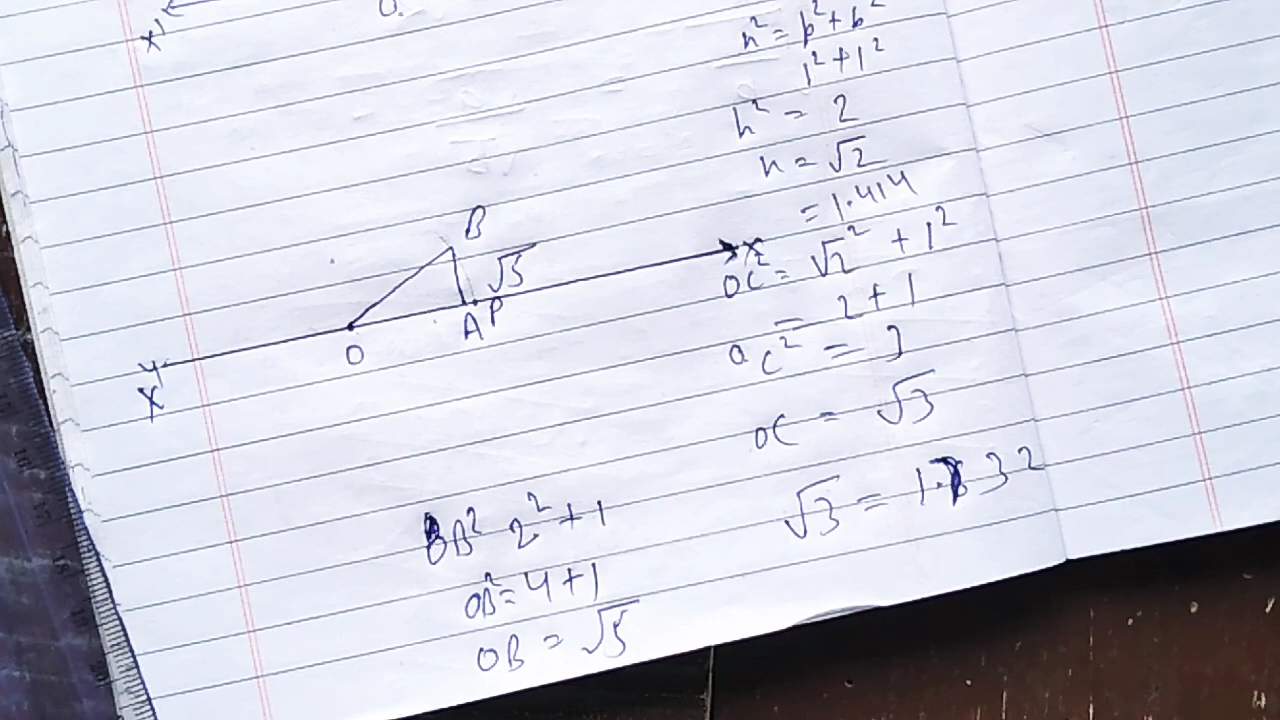 X'
O.
h² = p² + b²
1² + 1²
h² = 2
h = √2
= 1.414
B
√5
X
A P
O
X'
OC² = √2² + 1²
= 2 + 1
OC² = 3
OC = √3
√3 = 1.732
OB² 2² + 1
OB² = 4 + 1
OB = √5